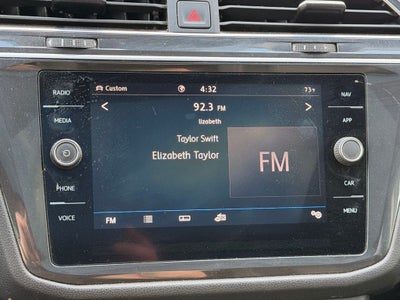 RADIO
MEDIA
PHONE
VOICE
Custom
4:32
73°F
92.3 FM
lizabeth
Taylor Swift
Elizabeth Taylor
FM
FM
NAV
APP
CAR
MENU